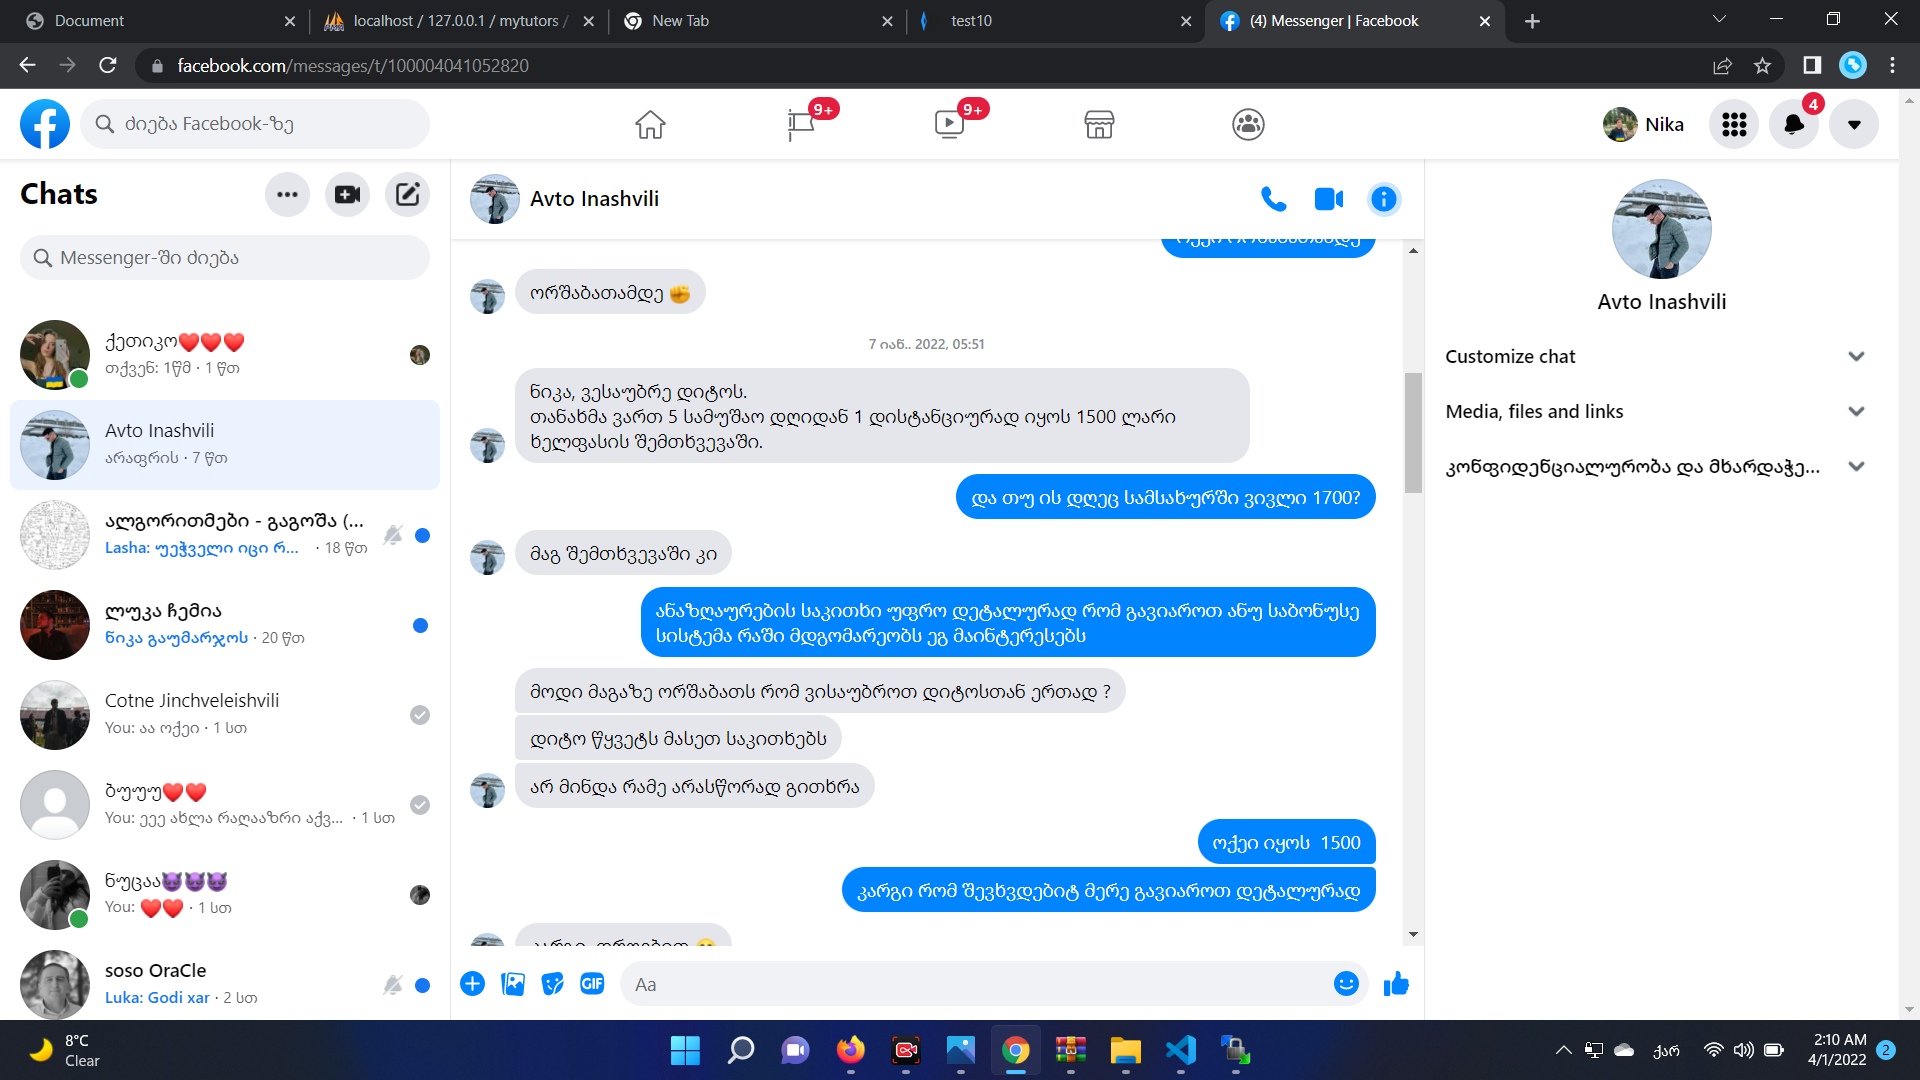 Document
localhost / 127.0.0.1 / mytutors /
New Tab
test10
(4) Messenger | Facebook
facebook.com/messages/t/100004041052820
ძიება Facebook-ზე
9+
9+
Nika
4
Chats
Messenger-ში ძიება
ქეთიკო❤️❤️❤️
თქვენ: 1წმ · 1 წთ
Avto Inashvili
არაფრის · 7 წთ
ალგორითმები - გაგოშა (...
Lasha: უეჭველი იცი რ... · 18 წთ
ლუკა ჩემია
ნიკა გაუმარჯოს · 20 წთ
Cotne Jinchveleishvili
You: აა ოქეი · 1 სთ
ბუუუ❤️❤️
You: ეეე ახლა რაღააზრი აქვ... · 1 სთ
ნუცაა😈😈😈
You: ❤️❤️ · 1 სთ
soso OraCle
Luka: Godi xar · 2 სთ
Avto Inashvili
ორშაბათამდე ✊
7 იან.. 2022, 05:51
ნიკა, ვესაუბრე დიტოს.
თანახმა ვართ 5 სამუშაო დღიდან 1 დისტანციურად იყოს 1500 ლარი
ხელფასის შემთხვევაში.
და თუ ის დღეც სამსახურში ვივლი 1700?
მაგ შემთხვევაში კი
ანაზღაურების საკითხი უფრო დეტალურად რომ გავიაროთ ანუ საბონუსე
სისტემა რაში მდგომარეობს ეგ მაინტერესებს
მოდი მაგაზე ორშაბათს რომ ვისაუბროთ დიტოსთან ერთად ?
დიტო წყვეტს მასეთ საკითხებს
არ მინდა რამე არასწორად გითხრა
ოქეი იყოს  1500
კარგი რომ შევხვდებიტ მერე გავიაროთ დეტალურად
Aa
GIF
Avto Inashvili
Customize chat
Media, files and links
კონფიდენციალურობა და მხარდაჭე...
8°C
Clear
ქარ
2:10 AM
4/1/2022
2